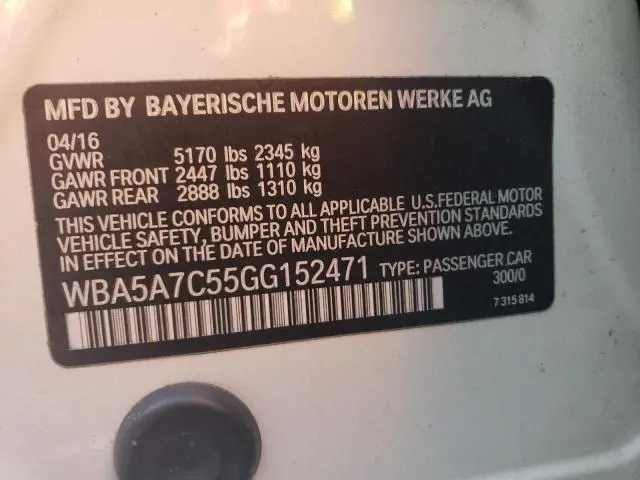 MFD BY BAYERISCHE MOTOREN WERKE AG
04/16
GVWR 5170 lbs 2345 kg
GAWR FRONT 2447 lbs 1110 kg
GAWR REAR 2888 lbs 1310 kg
THIS VEHICLE CONFORMS TO ALL APPLICABLE U.S.FEDERAL MOTOR
VEHICLE SAFETY, BUMPER AND THEFT PREVENTION STANDARDS
IN EFFECT ON THE DATE OF MANUFACTURE SHOWN ABOVE.
WBA5A7C55GG152471 TYPE: PASSENGER CAR
300/0
7 315 814